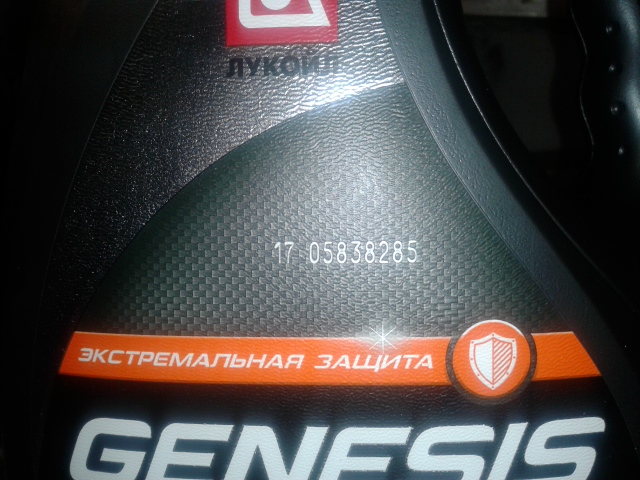 ЛУКОЙЛ
17 05838285
ЭКСТРЕМАЛЬНАЯ ЗАЩИТА
GENESIS